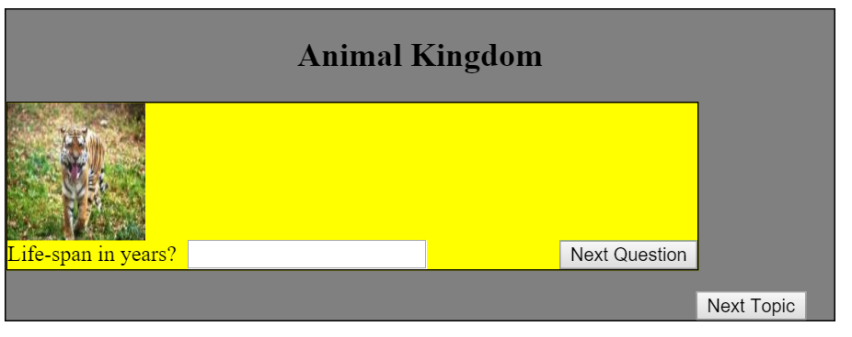 Animal Kingdom
Life-span in years? Next Question
Next Topic